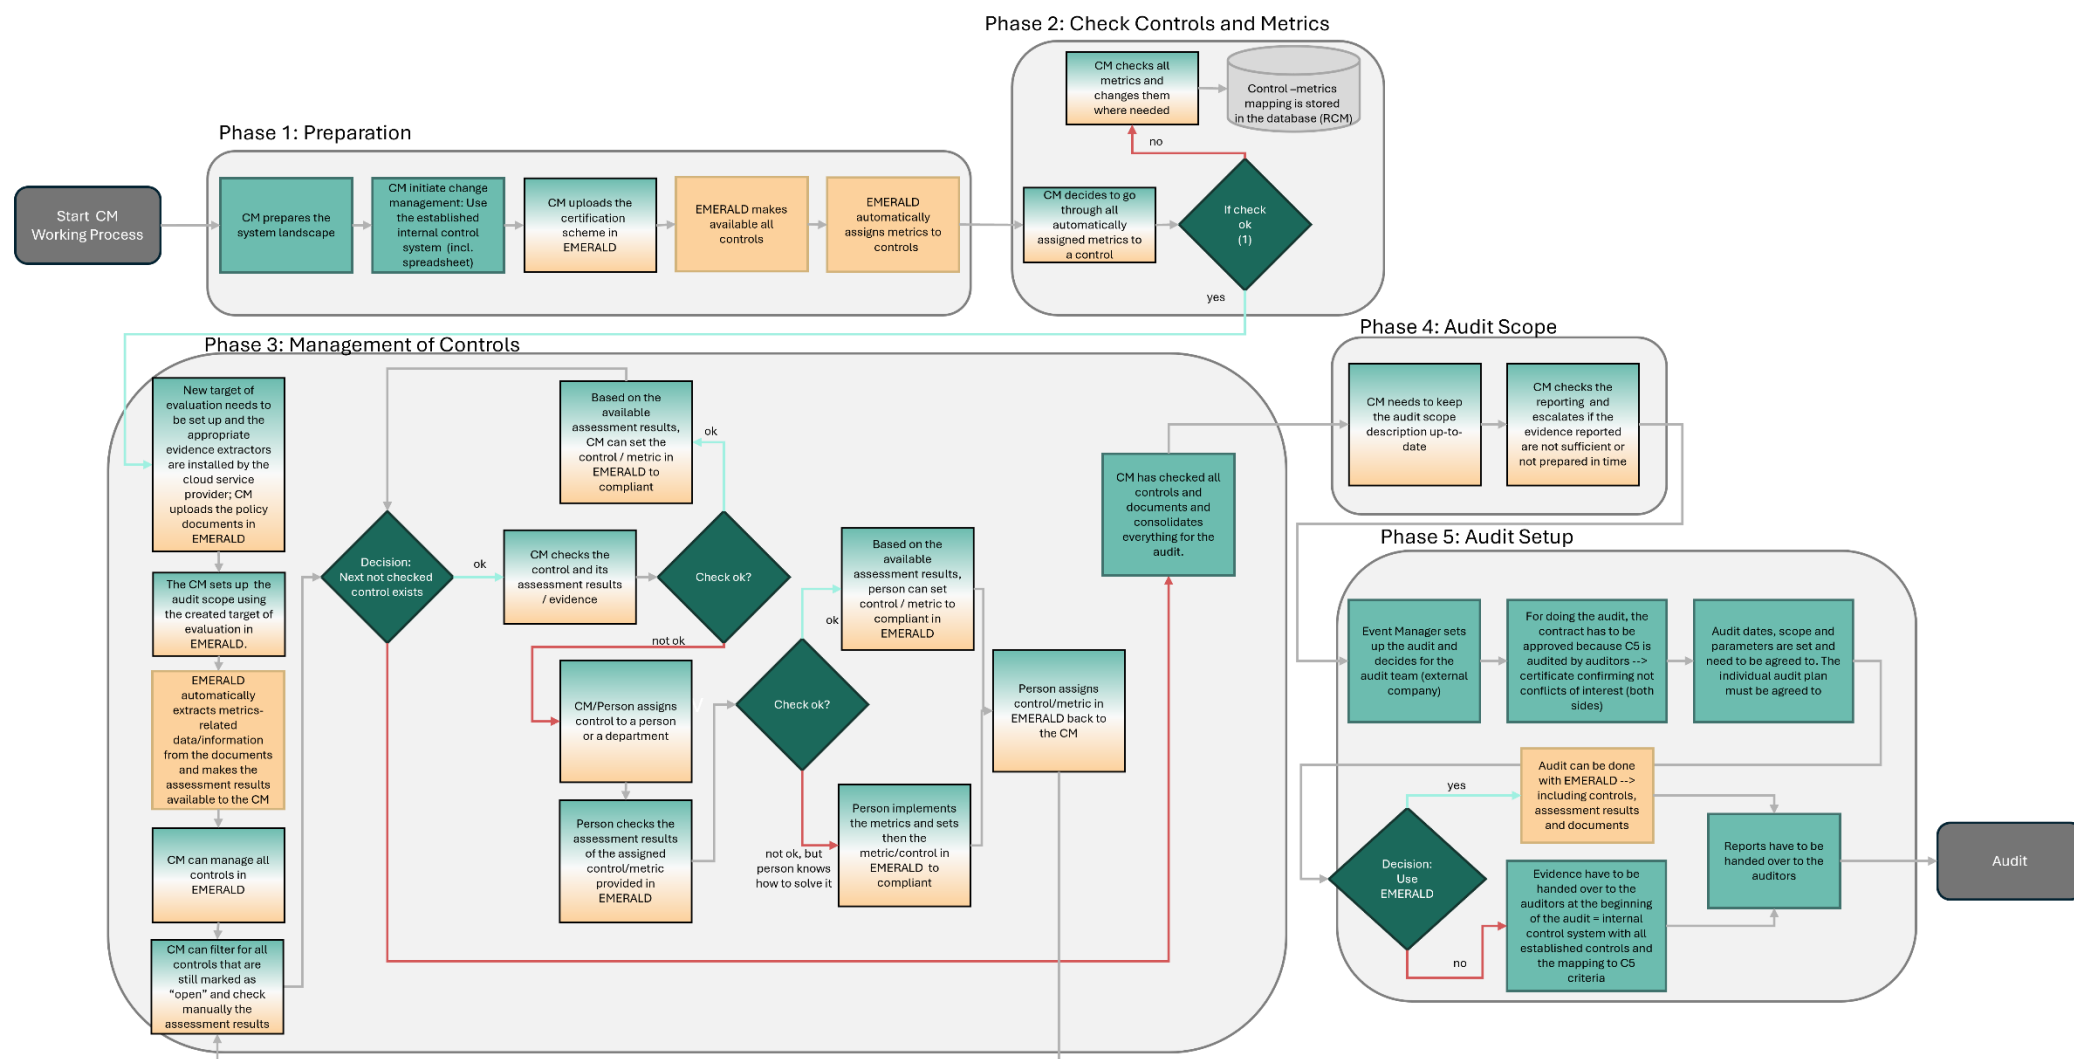 Phase 2: Check Controls and Metrics
CM checks all
metrics and
changes them
where needed
Control –metrics
mapping is stored
in the database (RCM)
no
Phase 1: Preparation
Start CM
Working Process
CM prepares the
system landscape
CM initiate change
management: Use
the established
internal control
system (incl.
spreadsheet)
CM uploads the
certification
scheme in
EMERALD
EMERALD makes
available all
controls
EMERALD
automatically
assigns metrics to
controls
CM decides to go
through all
automatically
assigned metrics to
a control
If check
ok
(1)
yes
Phase 3: Management of Controls
New target of
evaluation needs to
be set up and the
appropriate
evidence extractors
are installed by the
cloud service
provider; CM
uploads the policy
documents in
EMERALD
The CM sets up the
audit scope using
the created target of
evaluation in
EMERALD.
EMERALD
automatically
extracts metrics-
related
data/information
from the documents
and makes the
assessment results
available to the CM
CM can manage all
controls in
EMERALD
CM can filter for all
controls that are
still marked as
“open” and check
manually the
assessment results
Decision:
Next not checked
control exists
ok
CM checks the
control and its
assessment results
/ evidence
Check ok?
ok
Based on the
available
assessment results,
CM can set the
control / metric in
EMERALD to
compliant
not ok
CM/Person assigns
control to a person
or a department
Person checks the
assessment results
of the assigned
control/metric
provided in
EMERALD
Check ok?
ok
Based on the
available
assessment results,
person can set
control / metric to
compliant in
EMERALD
not ok, but
person knows
how to solve it
Person implements
the metrics and sets
then the
metric/control in
EMERALD to
compliant
Person assigns
control/metric in
EMERALD back to
the CM
CM has checked all
controls and
documents and
consolidates
everything for the
audit.
Phase 4: Audit Scope
CM needs to keep
the audit scope
description up-to-
date
CM checks the
reporting and
escalates if the
evidence reported
are not sufficient or
not prepared in time
Phase 5: Audit Setup
Event Manager sets
up the audit and
decides for the
audit team (external
company)
For doing the audit, the
contract has to be
approved because C5 is
audited by auditors -->
certificate confirming not
conflicts of interest (both
sides)
Audit dates, scope and
parameters are set and
need to be agreed to. The
individual audit plan
must be agreed to
Decision:
Use
EMERALD
yes
Audit can be done
with EMERALD -->
including controls,
assessment results
and documents
no
Evidence have to be
handed over to the
auditors at the beginning
of the audit = internal
control system with all
established controls and
the mapping to C5
criteria
Reports have to be
handed over to the
auditors
Audit